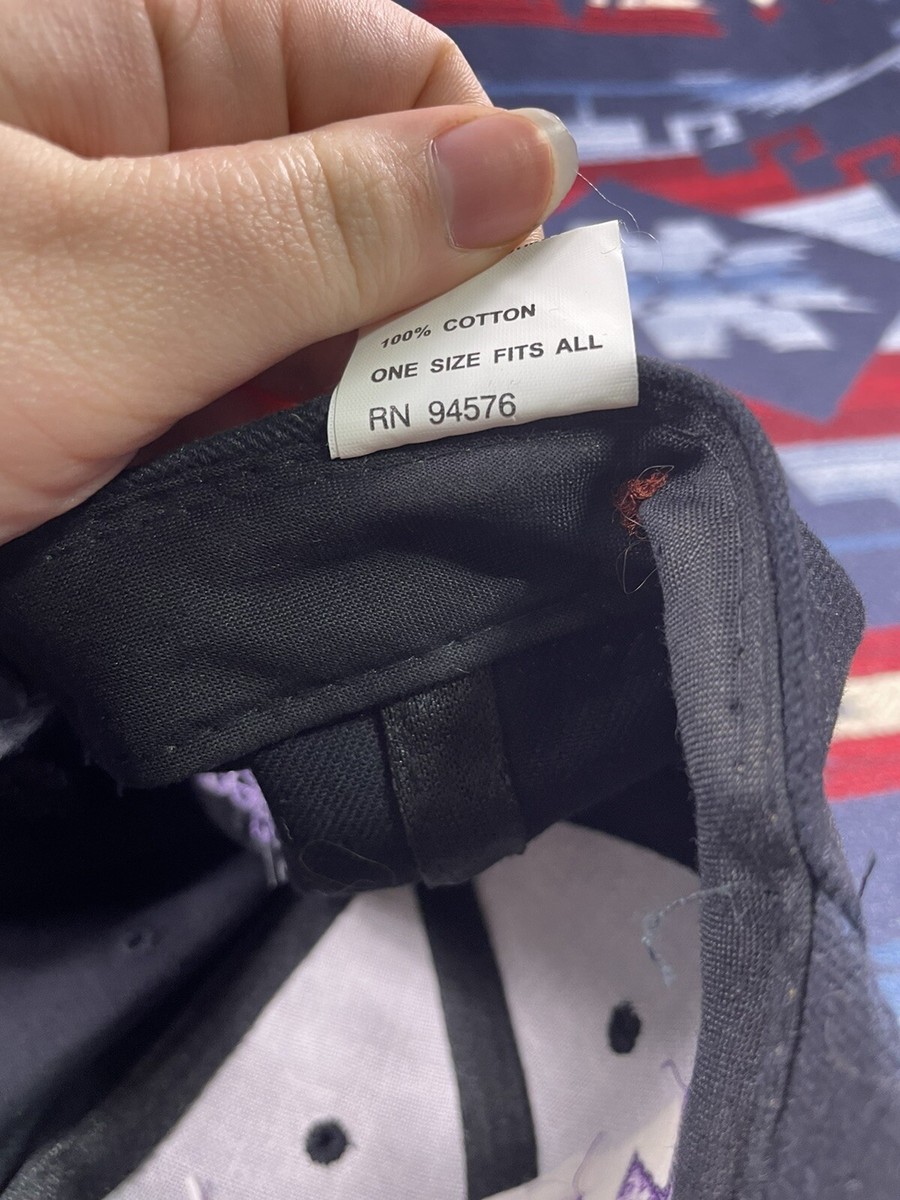 100% COTTON
ONE SIZE FITS ALL
RN 94576